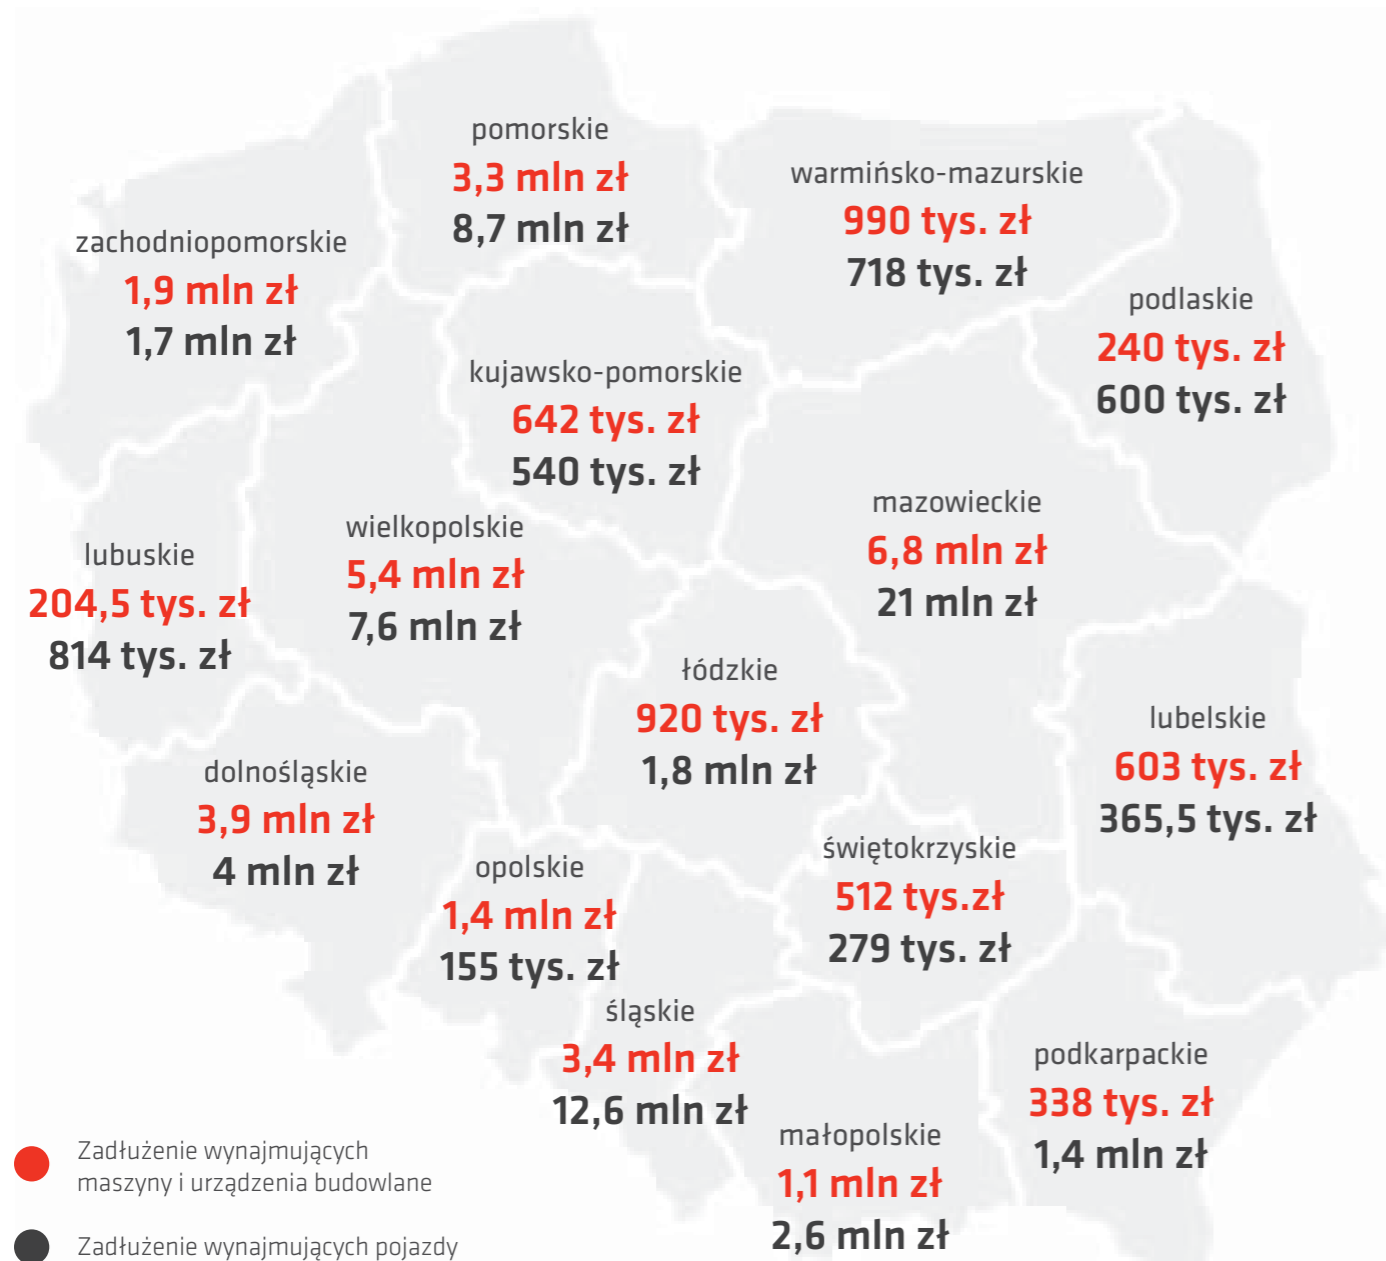 pomorskie
3,3 mln zł
8,7 mln zł
warmińsko-mazurskie
990 tys. zł
718 tys. zł
zachodniopomorskie
1,9 mln zł
1,7 mln zł
podlaskie
240 tys. zł
600 tys. zł
kujawsko-pomorskie
642 tys. zł
540 tys. zł
mazowieckie
6,8 mln zł
21 mln zł
wielkopolskie
5,4 mln zł
7,6 mln zł
lubuskie
204,5 tys. zł
814 tys. zł
łódzkie
920 tys. zł
1,8 mln zł
lubelskie
603 tys. zł
365,5 tys. zł
dolnośląskie
3,9 mln zł
4 mln zł
świętokrzyskie
512 tys.zł
279 tys. zł
opolskie
1,4 mln zł
155 tys. zł
śląskie
3,4 mln zł
12,6 mln zł
podkarpackie
338 tys. zł
1,4 mln zł
małopolskie
1,1 mln zł
2,6 mln zł
Zadłużenie wynajmujących
maszyny i urządzenia budowlane
Zadłużenie wynajmujących pojazdy